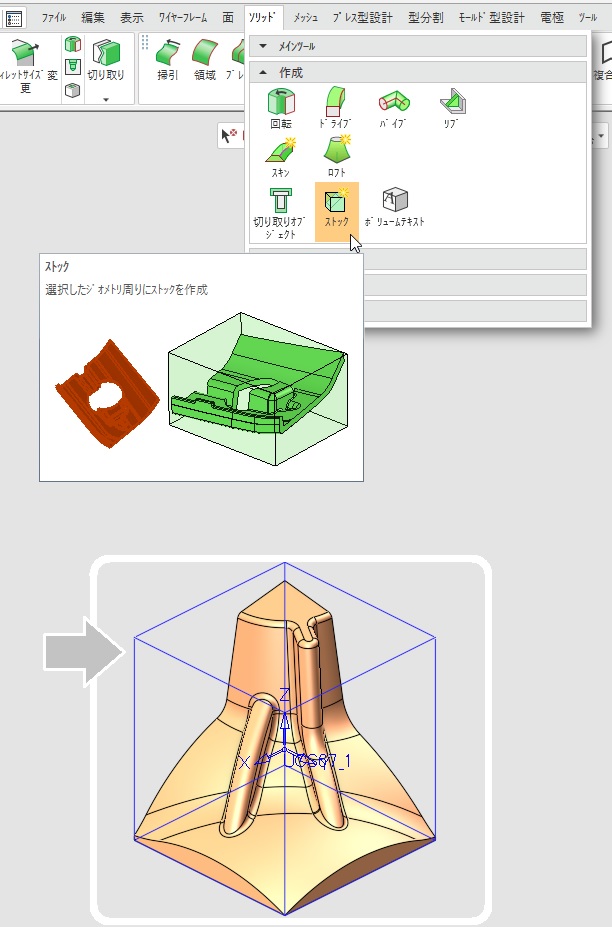 ﾌｧｲﾙ 編集 表示 ﾜｲﾔｰﾌﾚｰﾑ 面 ｿﾘｯﾄﾞ ﾒｯｼｭ ﾌﾟﾚｽ型設計 型分割 ﾓｰﾙﾄﾞ型設計 電極 ﾂｰﾙ
ｨﾚｯﾄｻｲｽﾞ変
更
切り取り
掃引
領域
ﾌﾞﾚ
複合
ﾒｲﾝﾂｰﾙ
作成
回転
ﾄﾞﾗｲﾌﾞ
ﾊﾟｲﾌﾟ
ﾘﾌﾞ
ｽｷﾝ
ﾛﾌﾄ
切り取りｵﾌﾞ
ｼﾞｪｸﾄ
ｽﾄｯｸ
ﾎﾞﾘｭｰﾑﾃｷｽﾄ
ｽﾄｯｸ
選択したｼﾞｵﾒﾄﾘ周りにｽﾄｯｸを作成
Z
X